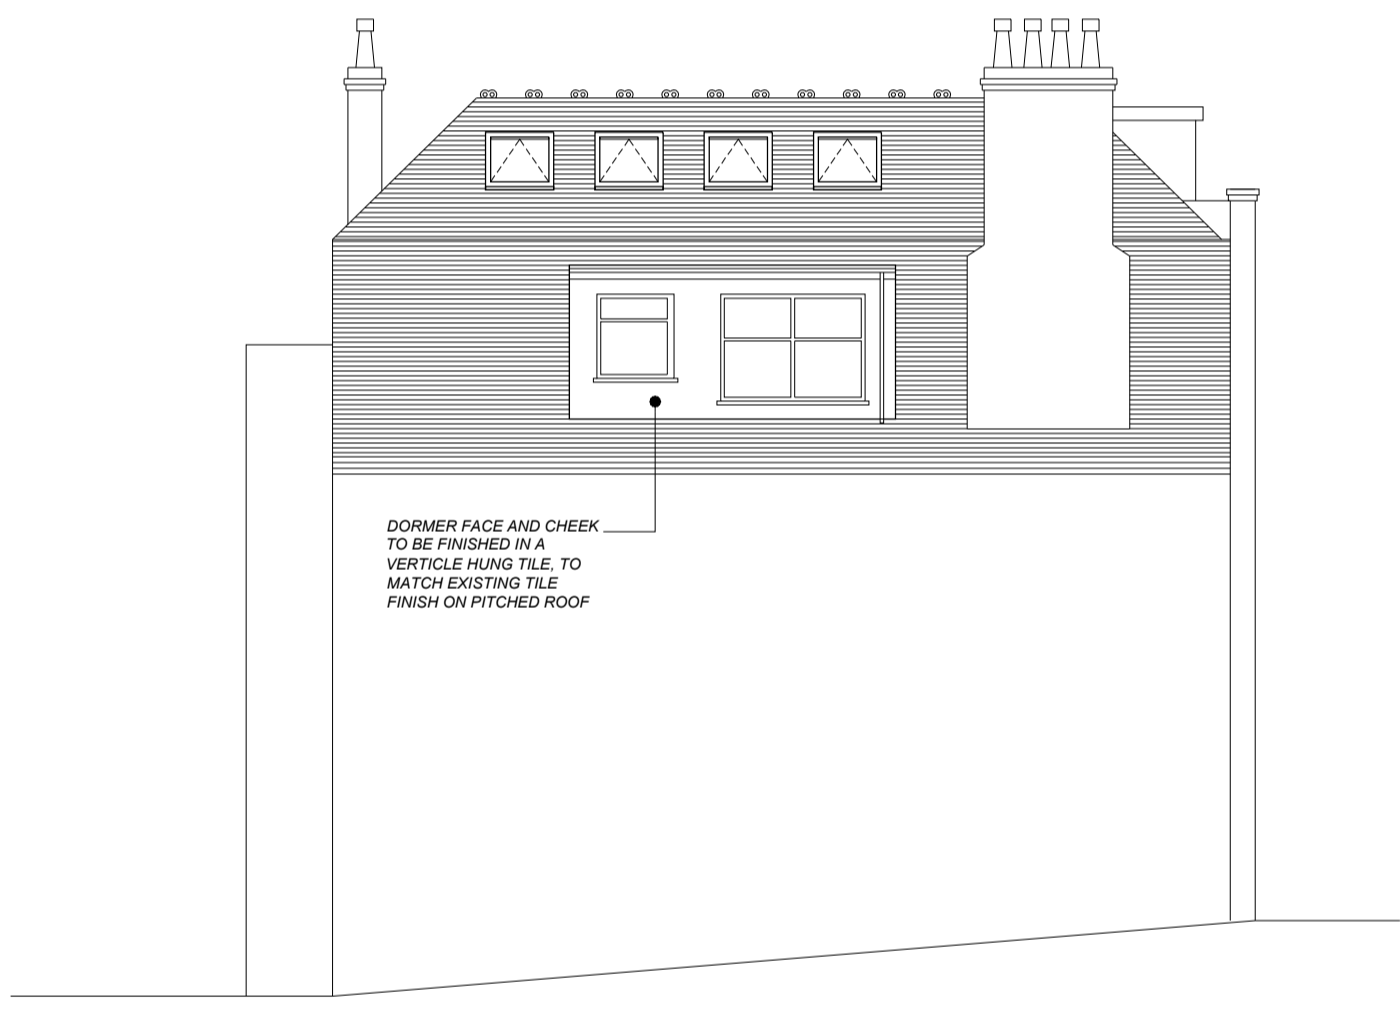 DORMER FACE AND CHEEK
TO BE FINISHED IN A
VERTICLE HUNG TILE, TO
MATCH EXISTING TILE
FINISH ON PITCHED ROOF